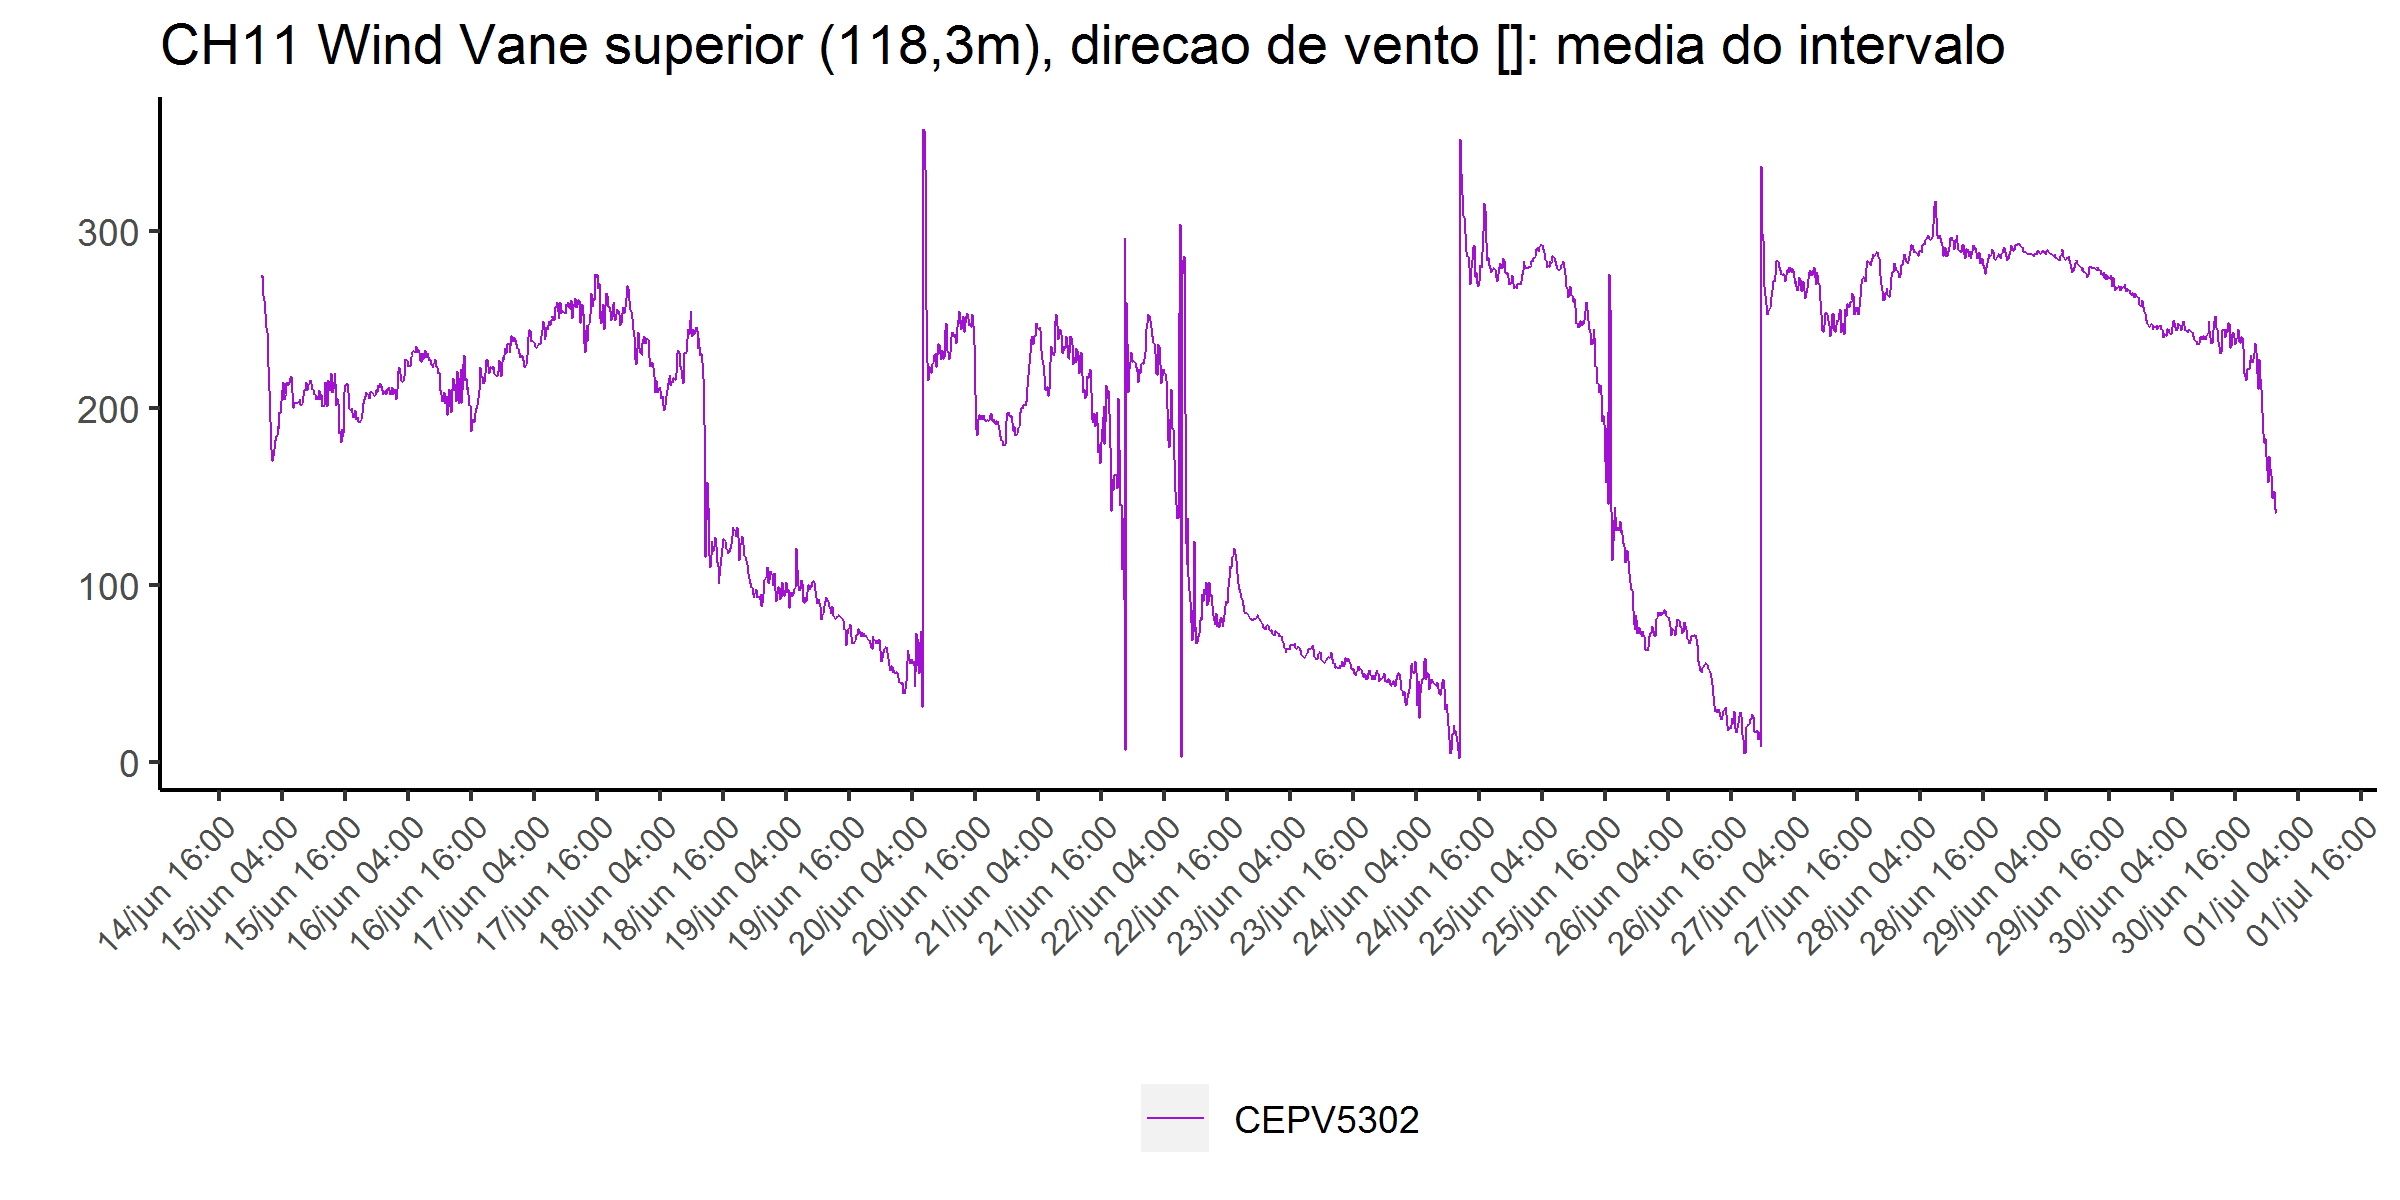 CH11 Wind Vane superior (118,3m), direcao de vento []: media do intervalo
300
200
100
0
14/jun 16:00
15/jun 04:00
15/jun 16:00
16/jun 04:00
16/jun 16:00
17/jun 04:00
17/jun 16:00
18/jun 04:00
18/jun 16:00
19/jun 04:00
19/jun 16:00
20/jun 04:00
20/jun 16:00
21/jun 04:00
21/jun 16:00
22/jun 04:00
22/jun 16:00
23/jun 04:00
23/jun 16:00
24/jun 04:00
24/jun 16:00
25/jun 04:00
25/jun 16:00
26/jun 04:00
26/jun 16:00
27/jun 04:00
27/jun 16:00
28/jun 04:00
28/jun 16:00
29/jun 04:00
29/jun 16:00
30/jun 04:00
30/jun 16:00
01/jul 04:00
01/jul 16:00
CEPV5302